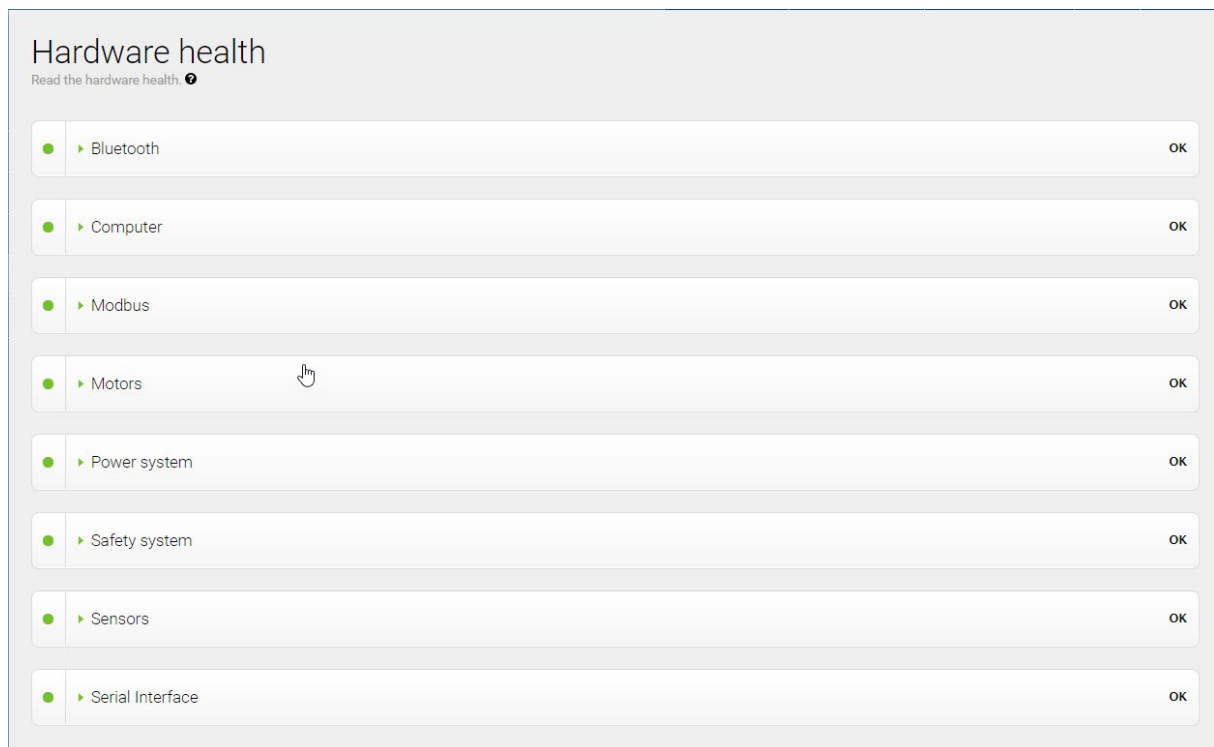 Hardware health
Read the hardware health. ?
Bluetooth OK
Computer OK
Modbus OK
Motors OK
Power system OK
Safety system OK
Sensors OK
Serial Interface OK